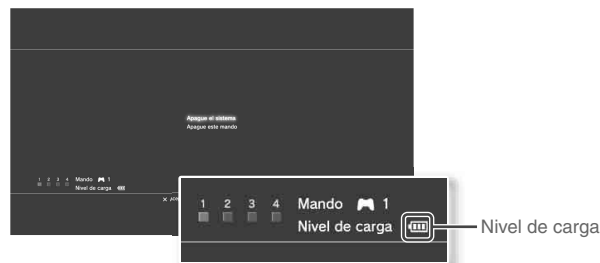 Apague el sistema
Apague este mando
1 2 3 4 Mando 1
Nivel de carga
1 2 3 4 Mando 1
Nivel de carga
Nivel de carga